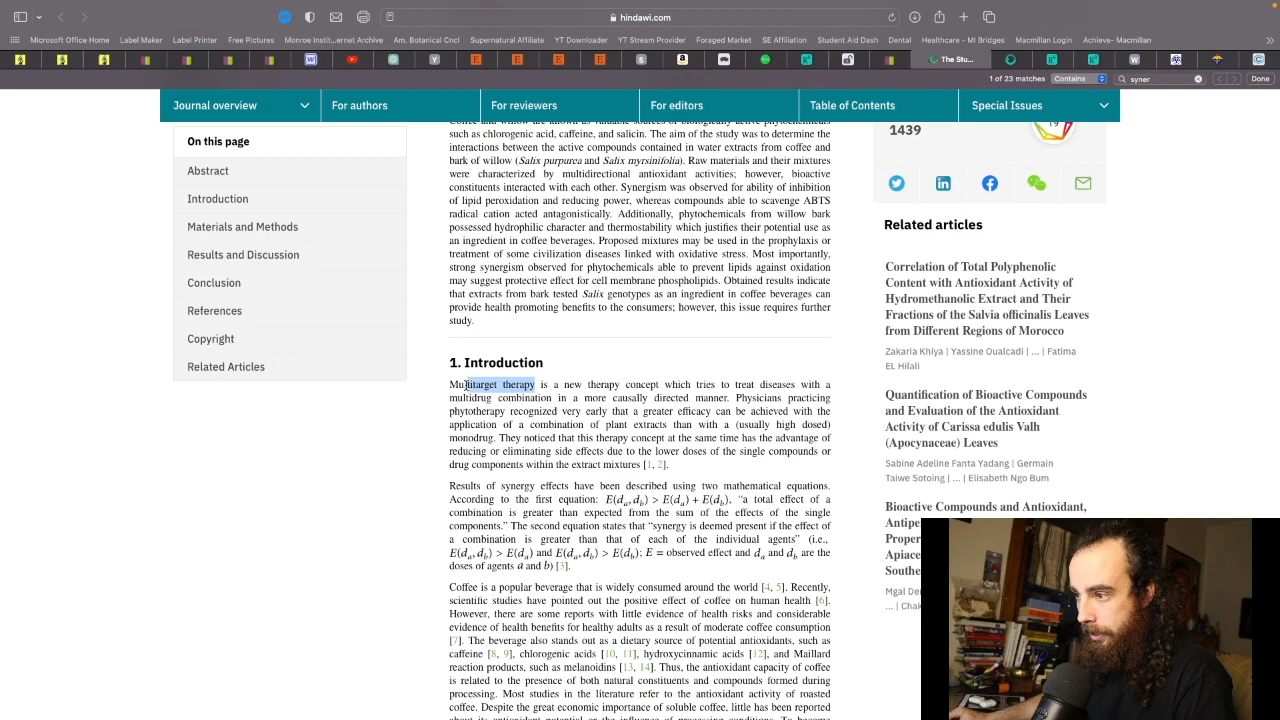 hindawi.com
Microsoft Office Home Label Maker Label Printer Free Pictures Monroe Instit...ernet Archive Am. Botanical Cncl Supernatural Affiliate YT Downloader YT Stream Provider Foraged Market SE Affiliation Student Aid Dash Dental Healthcare - MI Bridges Macmillan Login Achieve- Macmillan
The Stu...
1 of 23 matches Contains syner Done
Journal overview For authors For reviewers For editors Table of Contents Special Issues
On this page
Abstract
Introduction
Materials and Methods
Results and Discussion
Conclusion
References
Copyright
Related Articles
such as chlorogenic acid, caffeine, and salicin. The aim of the study was to determine the
interactions between the active compounds contained in water extracts from coffee and
bark of willow (Salix purpurea and Salix myrsinifolia). Raw materials and their mixtures
were characterized by multidirectional antioxidant activities; however, bioactive
constituents interacted with each other. Synergism was observed for ability of inhibition
of lipid peroxidation and reducing power, whereas compounds able to scavenge ABTS
radical cation acted antagonistically. Additionally, phytochemicals from willow bark
possessed hydrophilic character and thermostability which justifies their potential use as
an ingredient in coffee beverages. Proposed mixtures may be used in the prophylaxis or
treatment of some civilization diseases linked with oxidative stress. Most importantly,
strong synergism observed for phytochemicals able to prevent lipids against oxidation
may suggest protective effect for cell membrane phospholipids. Obtained results indicate
that extracts from bark tested Salix genotypes as an ingredient in coffee beverages can
provide health promoting benefits to the consumers; however, this issue requires further
study.
1. Introduction
Multitarget therapy is a new therapy concept which tries to treat diseases with a
multidrug combination in a more causally directed manner. Physicians practicing
phytotherapy recognized very early that a greater efficacy can be achieved with the
application of a combination of plant extracts than with a (usually high dosed)
monodrug. They noticed that this therapy concept at the same time has the advantage of
reducing or eliminating side effects due to the lower doses of the single compounds or
drug components within the extract mixtures [1, 2].
Results of synergy effects have been described using two mathematical equations.
According to the first equation: E(da, db) > E(da) + E(db), “a total effect of a
combination is greater than expected from the sum of the effects of the single
components.” The second equation states that “synergy is deemed present if the effect of
a combination is greater than that of each of the individual agents” (i.e.,
E(da, db) > E(da) and E(da, db) > E(db); E = observed effect and da and db are the
doses of agents a and b) [3].
Coffee is a popular beverage that is widely consumed around the world [4, 5]. Recently,
scientific studies have pointed out the positive effect of coffee on human health [6].
However, there are some reports with little evidence of health risks and considerable
evidence of health benefits for healthy adults as a result of moderate coffee consumption
[7]. The beverage also stands out as a dietary source of potential antioxidants, such as
caffeine [8, 9], chlorogenic acids [10, 11], hydroxycinnamic acids [12], and Maillard
reaction products, such as melanoidins [13, 14]. Thus, the antioxidant capacity of coffee
is related to the presence of both natural constituents and compounds formed during
processing. Most studies in the literature refer to the antioxidant activity of roasted
coffee. Despite the great economic importance of soluble coffee, little has been reported
1439
19
Related articles
Correlation of Total Polyphenolic
Content with Antioxidant Activity of
Hydromethanolic Extract and Their
Fractions of the Salvia officinalis Leaves
from Different Regions of Morocco
Zakaria Khiya | Yassine Oualcadi | ... | Fatima
EL Hilali
Quantification of Bioactive Compounds
and Evaluation of the Antioxidant
Activity of Carissa edulis Valh
(Apocynaceae) Leaves
Sabine Adeline Fanta Yadang | Germain
Taiwe Sotoing | ... | Elisabeth Ngo Bum
Bioactive Compounds and Antioxidant,
Antipe
Proper
Apiace
Southe
Mgal De
... | Chak